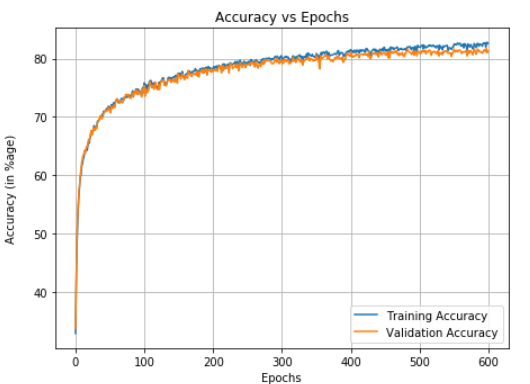 Accuracy vs Epochs
Accuracy (in %age)
80
70
60
50
40
0 100 200 300 400 500 600
Epochs
Training Accuracy
Validation Accuracy